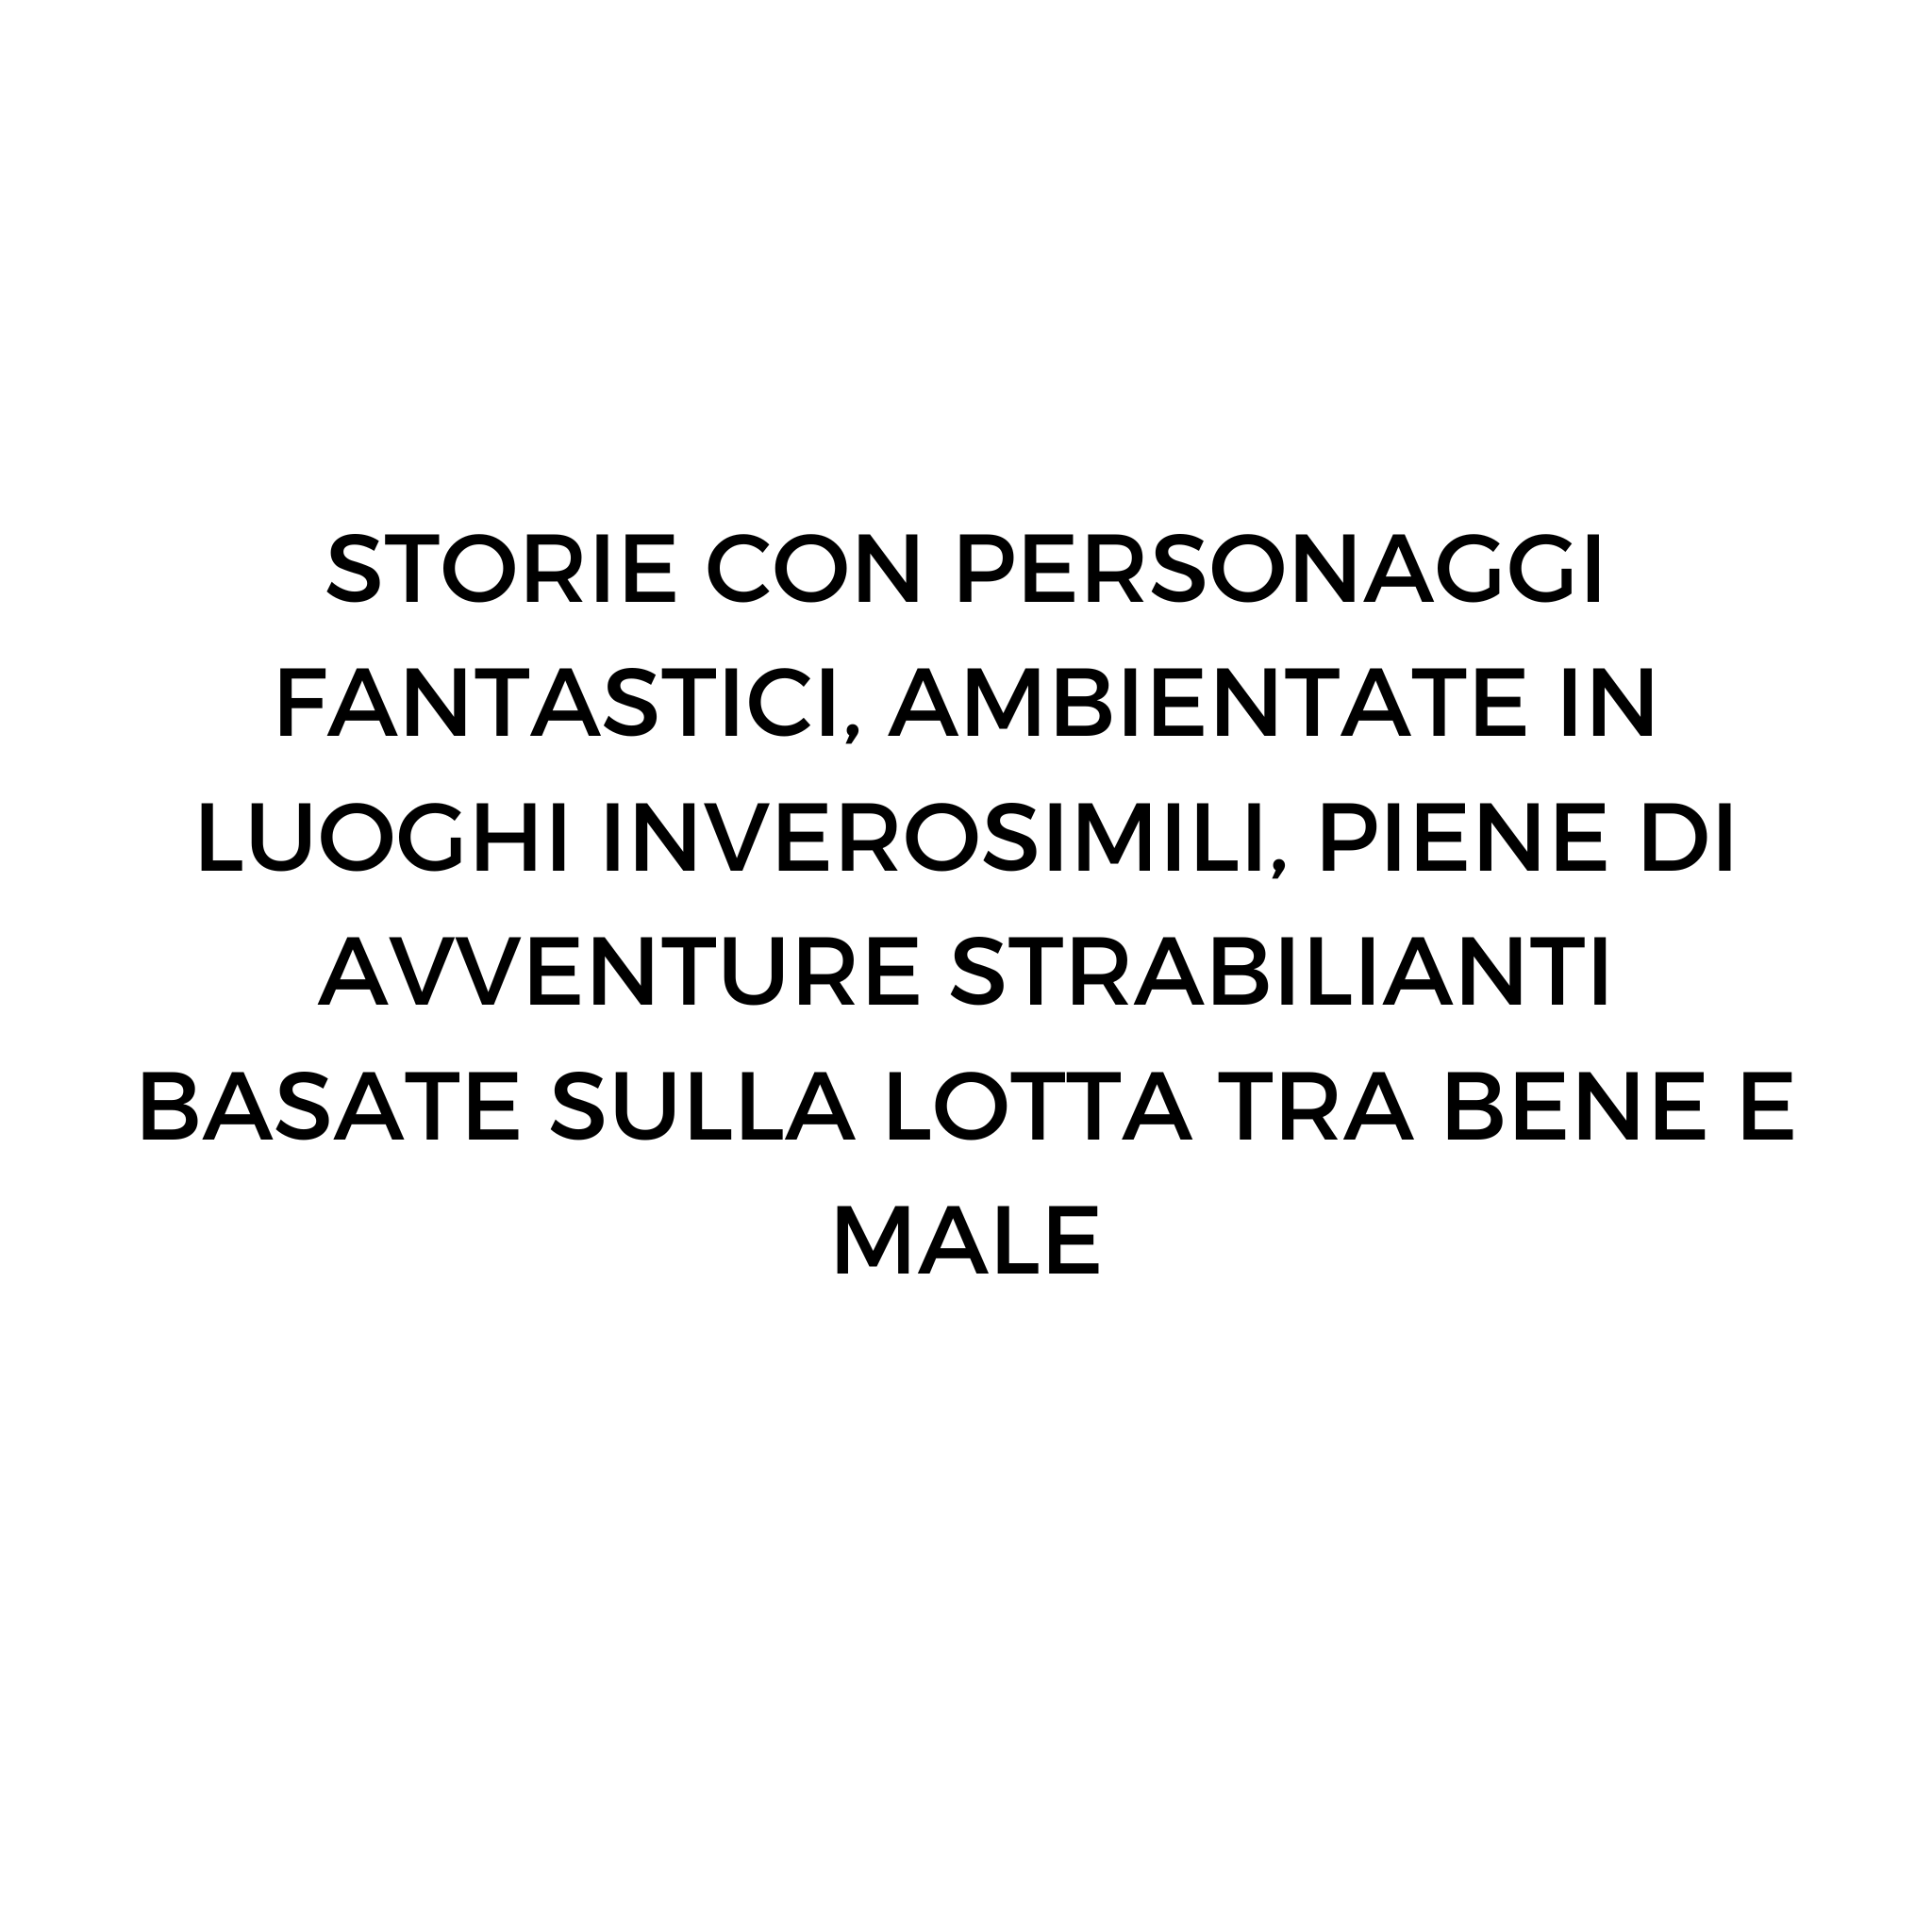 STORIE CON PERSONAGGI
FANTASTICI, AMBIENTATE IN
LUOGHI INVEROSIMILI, PIENE DI
AVVENTURE STRABILIANTI
BASATE SULLA LOTTA TRA BENE E
MALE